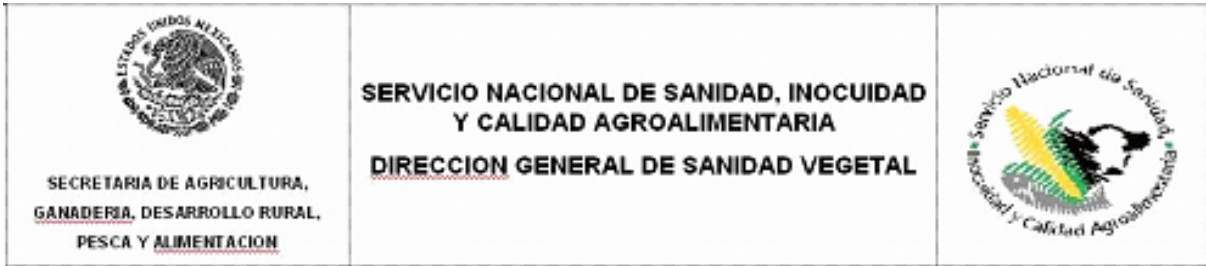 ESTADOS UNIDOS MEXICANOS
SECRETARIA DE AGRICULTURA,
GANADERIA, DESARROLLO RURAL,
PESCA Y ALIMENTACION
SERVICIO NACIONAL DE SANIDAD, INOCUIDAD
Y CALIDAD AGROALIMENTARIA
DIRECCION GENERAL DE SANIDAD VEGETAL
Servicio Nacional de Sanidad,
Inocuidad y Calidad Agroalimentaria